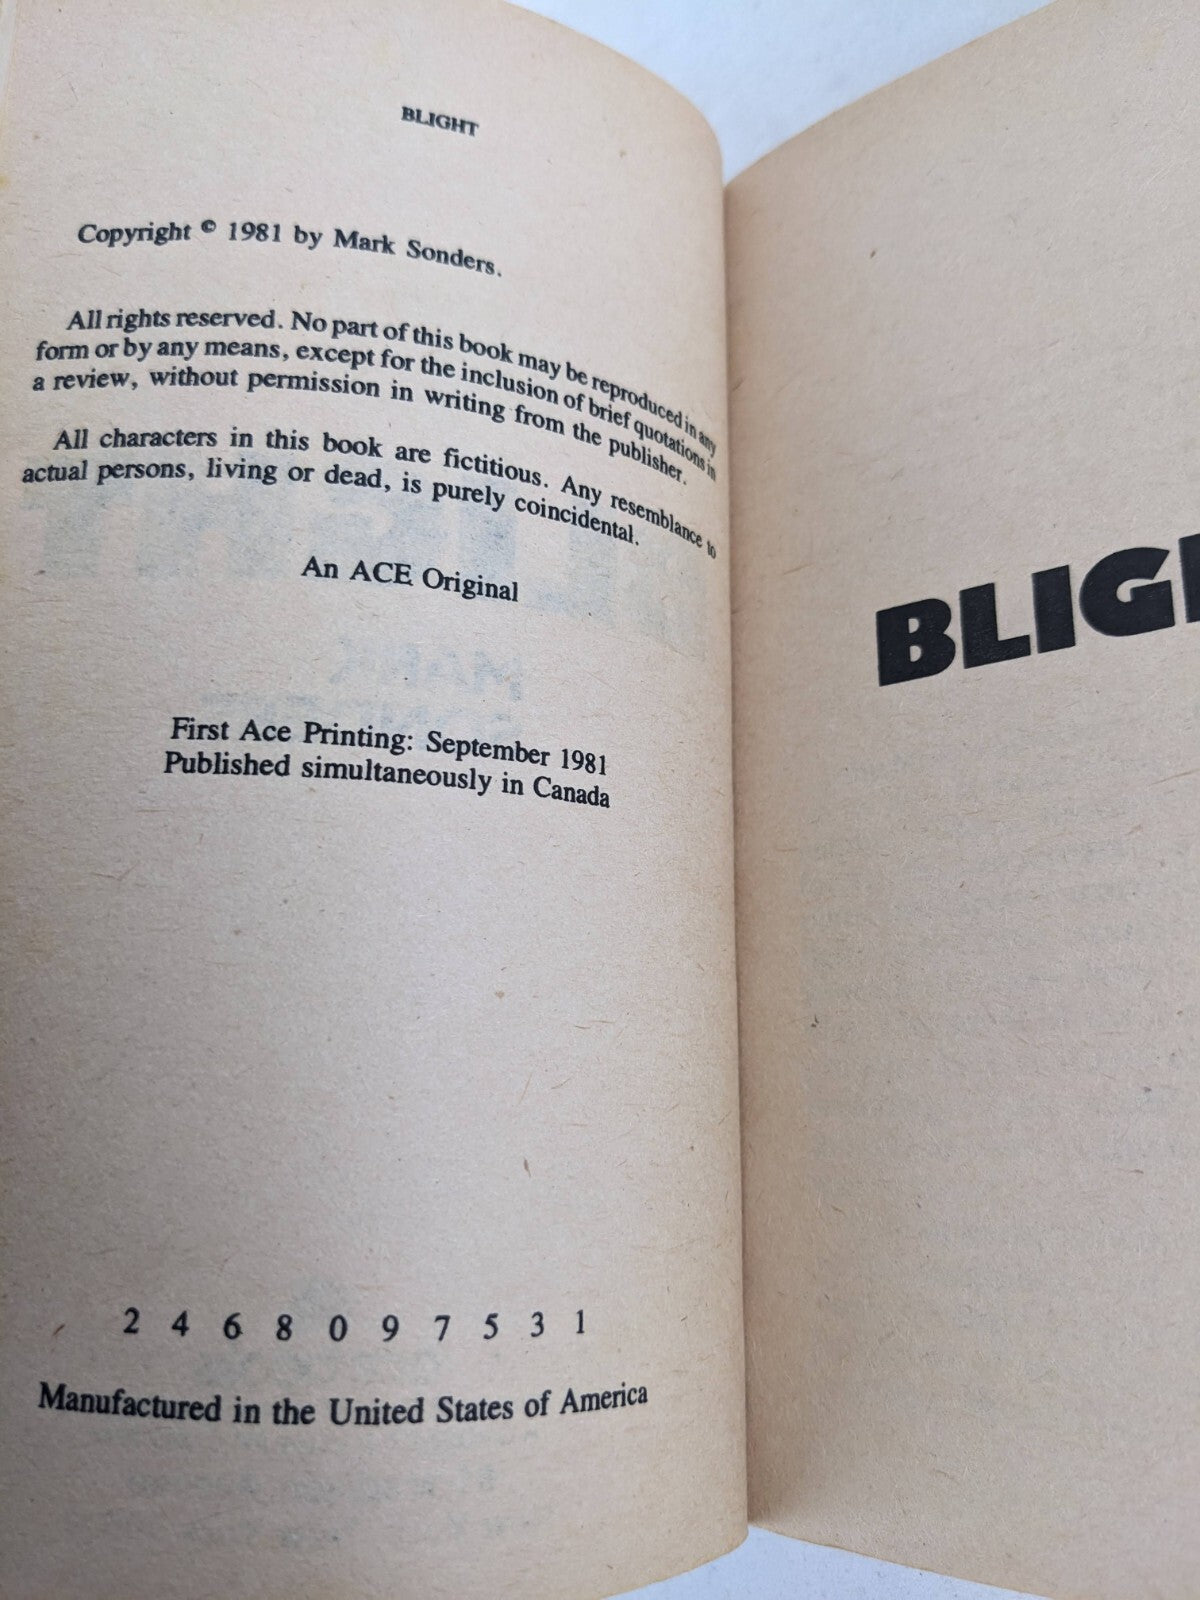 BLIGHT
Copyright © 1981 by Mark Sonders.
All rights reserved. No part of this book may be reproduced in any
form or by any means, except for the inclusion of brief quotations in
a review, without permission in writing from the publisher.
All characters in this book are fictitious. Any resemblance to
actual persons, living or dead, is purely coincidental.
An ACE Original
First Ace Printing: September 1981
Published simultaneously in Canada
2 4 6 8 0 9 7 5 3 1
Manufactured in the United States of America
BLIGH